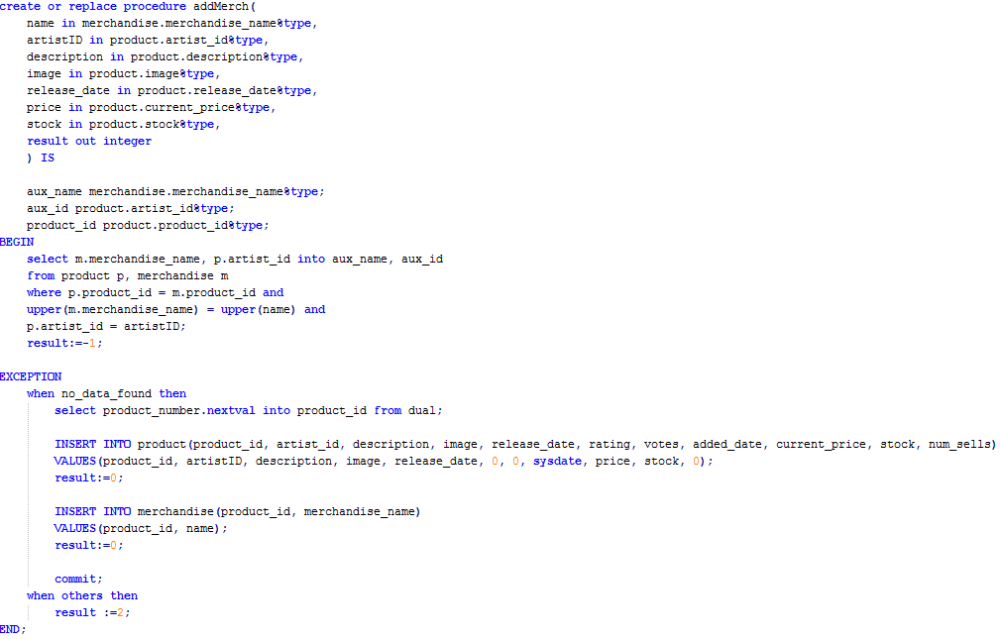 create or replace procedure addMerch(
name in merchandise.merchandise_name%type,
artistID in product.artist_id%type,
description in product.description%type,
image in product.image%type,
release_date in product.release_date%type,
price in product.current_price%type,
stock in product.stock%type,
result out integer
) IS
aux_name merchandise.merchandise_name%type;
aux_id product.artist_id%type;
product_id product.product_id%type;
BEGIN
select m.merchandise_name, p.artist_id into aux_name, aux_id
from product p, merchandise m
where p.product_id = m.product_id and
upper(m.merchandise_name) = upper(name) and
p.artist_id = artistID;
result:=-1;
EXCEPTION
when no_data_found then
select product_number.nextval into product_id from dual;
INSERT INTO product(product_id, artist_id, description, image, release_date, rating, votes, added_date, current_price, stock, num_sells)
VALUES(product_id, artistID, description, image, release_date, 0, 0, sysdate, price, stock, 0);
result:=0;
INSERT INTO merchandise(product_id, merchandise_name)
VALUES(product_id, name);
result:=0;
commit;
when others then
result :=2;
END;